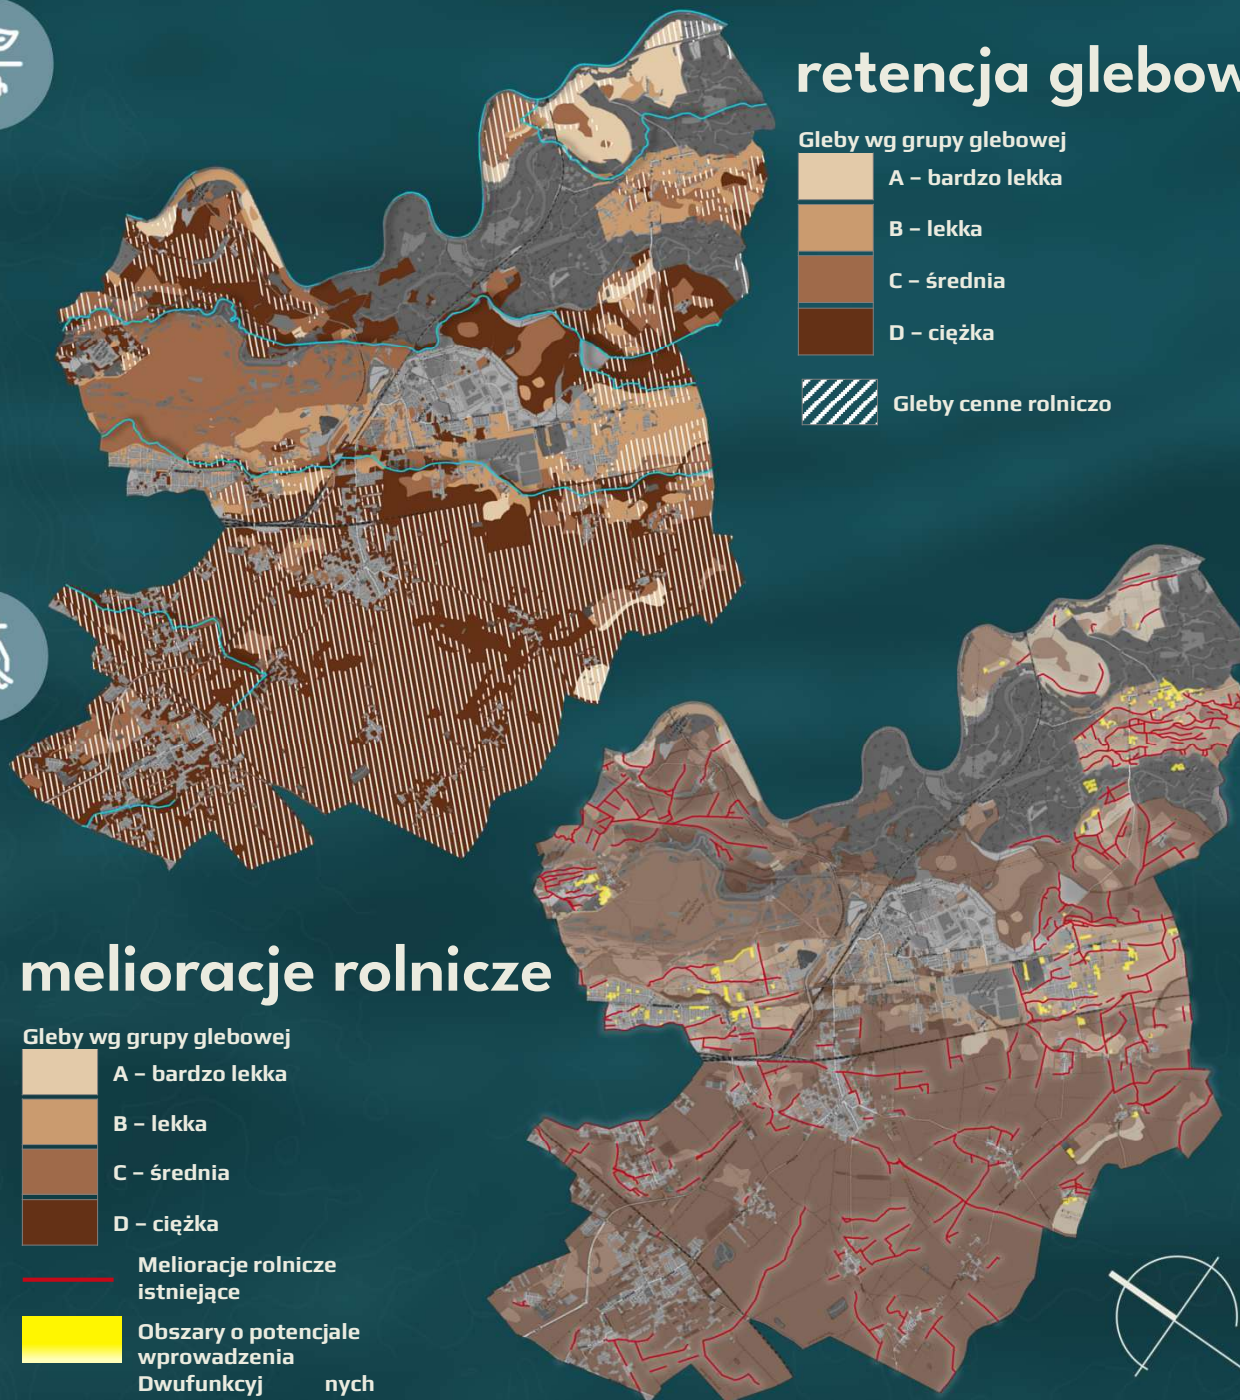 retencja glebow
Gleby wg grupy glebowej
A – bardzo lekka
B – lekka
C – średnia
D – ciężka
Gleby cenne rolniczo
melioracje rolnicze
Gleby wg grupy glebowej
A – bardzo lekka
B – lekka
C – średnia
D – ciężka
Melioracje rolnicze
istniejące
Obszary o potencjale
wprowadzenia
Dwufunkcyj nych